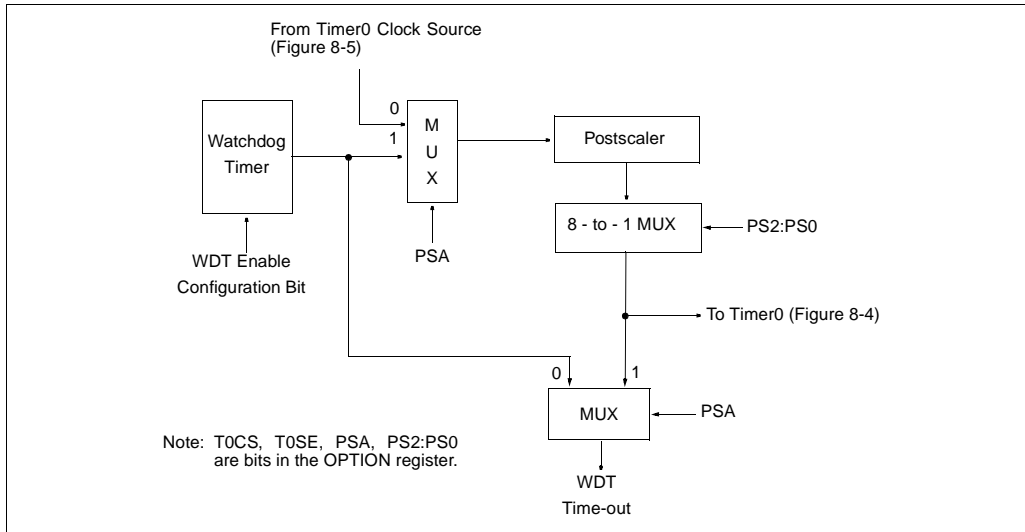 From Timer0 Clock Source
(Figure 8-5)
0
1
M
U
X
Watchdog
Timer
Postscaler
8 - to - 1 MUX
PS2:PS0
PSA
WDT Enable
Configuration Bit
To Timer0 (Figure 8-4)
0
1
MUX
PSA
Note: T0CS, T0SE, PSA, PS2:PS0
are bits in the OPTION register.
WDT
Time-out